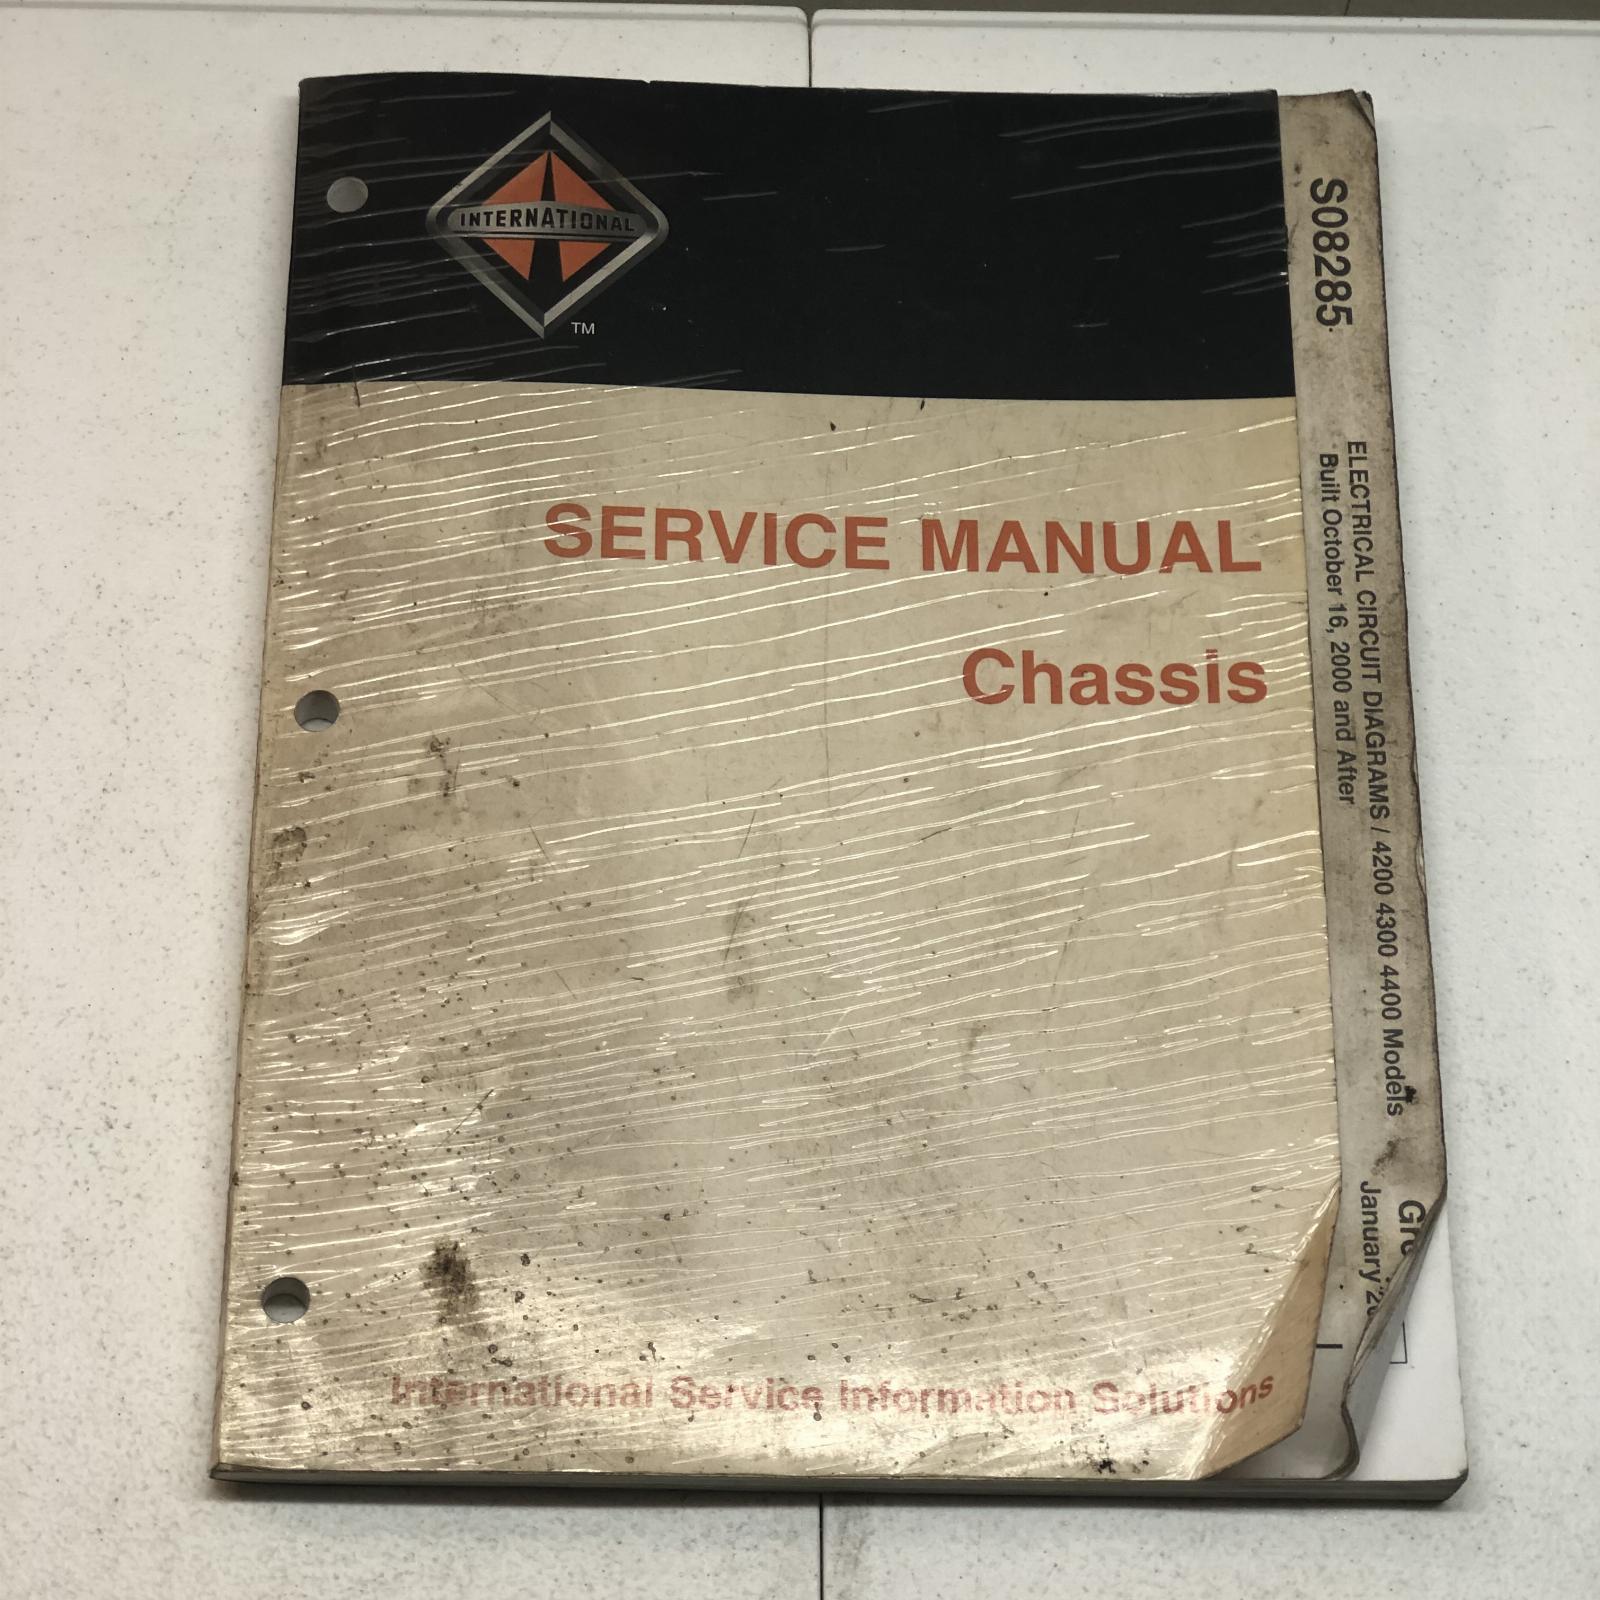 INTERNATIONAL
TM
SERVICE MANUAL
Chassis
International Service Information Solutions
S08285
ELECTRICAL CIRCUIT DIAGRAMS / 4200 4300 4400 Models
Built October 16, 2000 and After
January